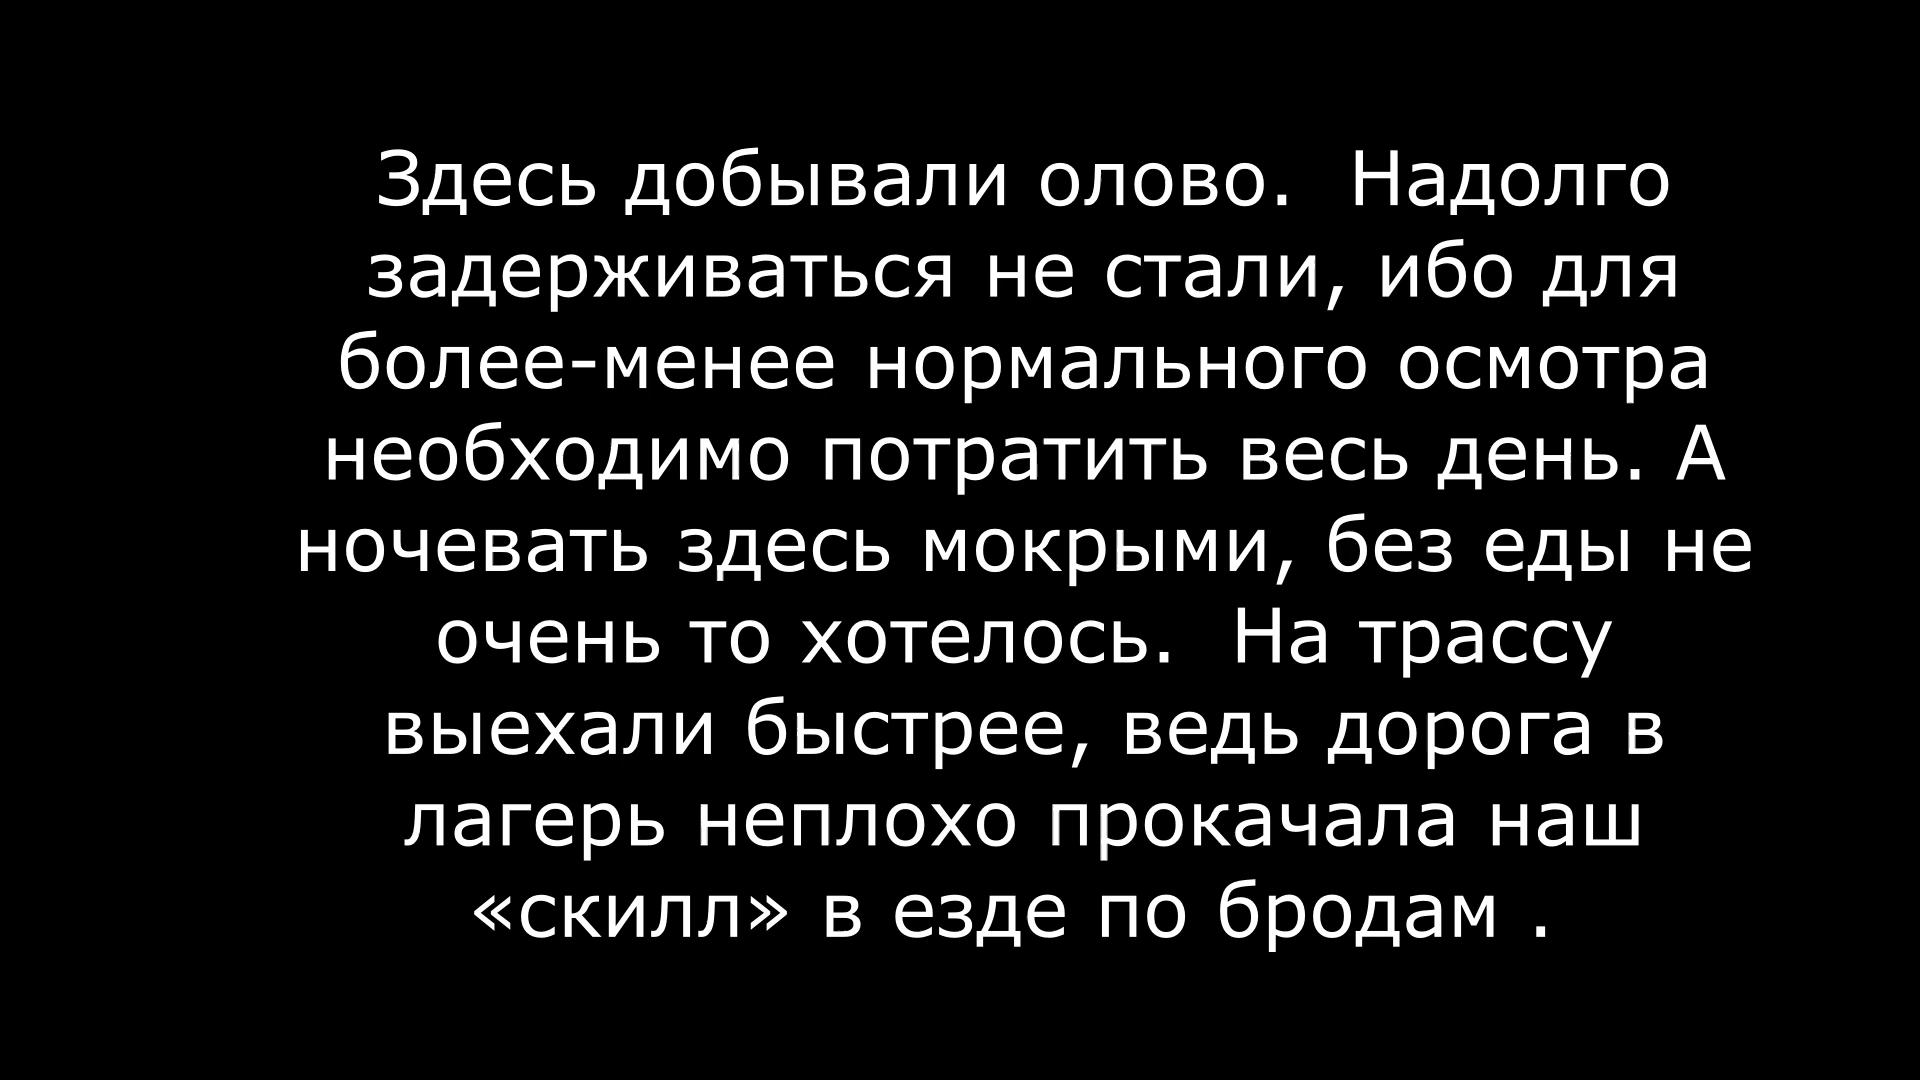 Здесь добывали олово.  Надолго
задерживаться не стали, ибо для
более-менее нормального осмотра
необходимо потратить весь день. А
ночевать здесь мокрыми, без еды не
очень то хотелось.  На трассу
выехали быстрее, ведь дорога в
лагерь неплохо прокачала наш
«скилл» в езде по бродам .